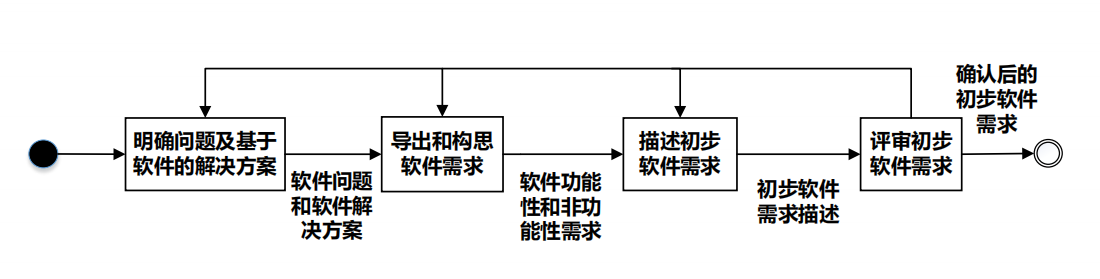 明确问题及基于
软件的解决方案
软件问题
和软件解
决方案
导出和构思
软件需求
软件功能
性和非功
能性需求
描述初步
软件需求
初步软件
需求描述
评审初步
软件需求
确认后的
初步软件
需求